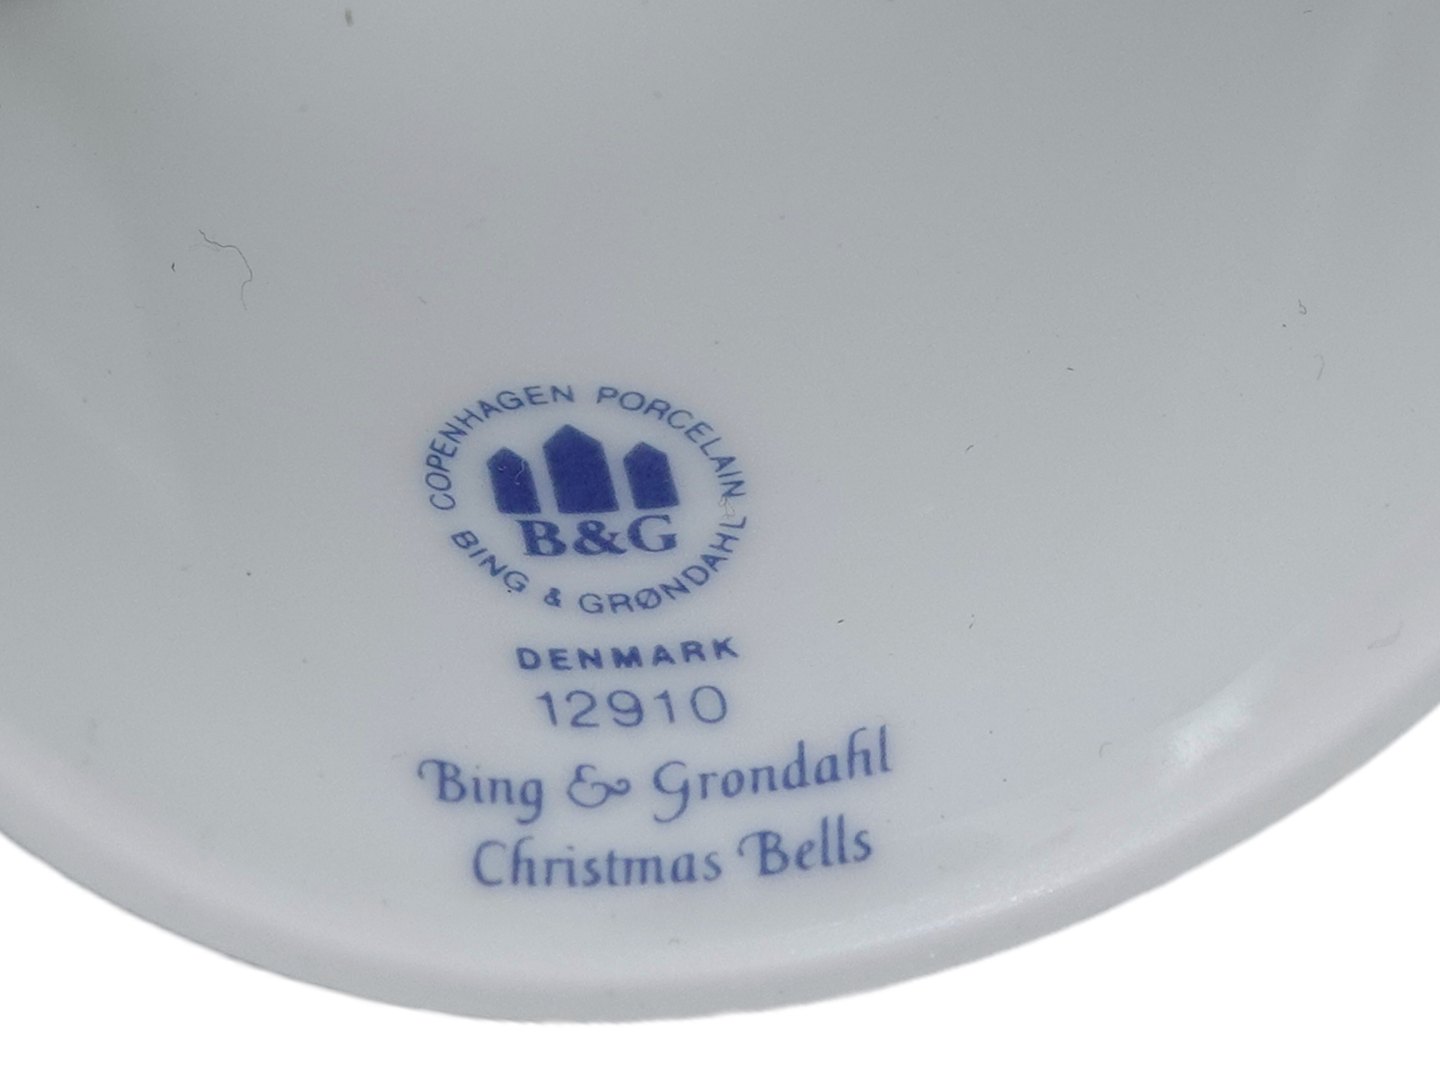 COPENHAGEN PORCELAIN
B&G
BING & GRØNDAHL
DENMARK
12910
Bing & Grondahl
Christmas Bells